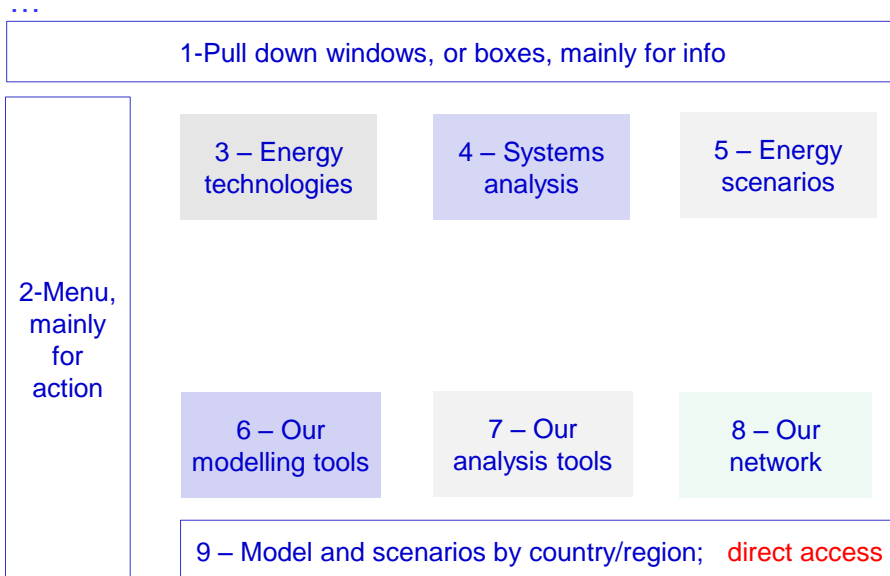 ...
1-Pull down windows, or boxes, mainly for info
3 – Energy
technologies
4 – Systems
analysis
5 – Energy
scenarios
2-Menu,
mainly
for
action
6 – Our
modelling tools
7 – Our
analysis tools
8 – Our
network
9 – Model and scenarios by country/region; direct access